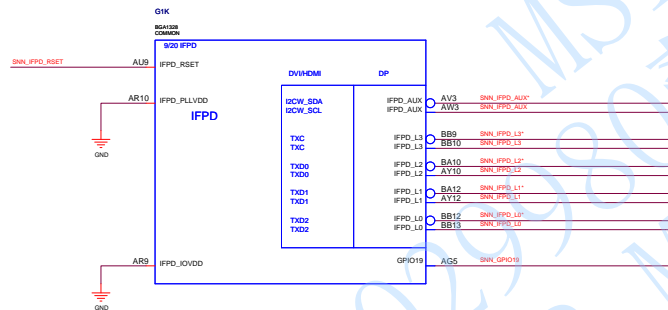 G1K
BGA1328
COMMON
9/20 IFPD
SNN_IFPD_RSET AU9 IFPD_RSET
DVI/HDMI DP
AR10 IFPD_PLLVDD
I2CW_SDA IFPD_AUX AV3 SNN_IFPD_AUX*
I2CW_SCL IFPD_AUX AW3 SNN_IFPD_AUX
IFPD
GND
TXC IFPD_L3 BB9 SNN_IFPD_L3*
TXC IFPD_L3 BB10 SNN_IFPD_L3
TXD0 IFPD_L2 BA10 SNN_IFPD_L2*
TXD0 IFPD_L2 AY10 SNN_IFPD_L2
TXD1 IFPD_L1 BA12 SNN_IFPD_L1*
TXD1 IFPD_L1 AY12 SNN_IFPD_L1
TXD2 IFPD_L0 BB12 SNN_IFPD_L0*
TXD2 IFPD_L0 BB13 SNN_IFPD_L0
AR9 IFPD_IOVDD GPIO19 AG5 SNN_GPIO19
GND